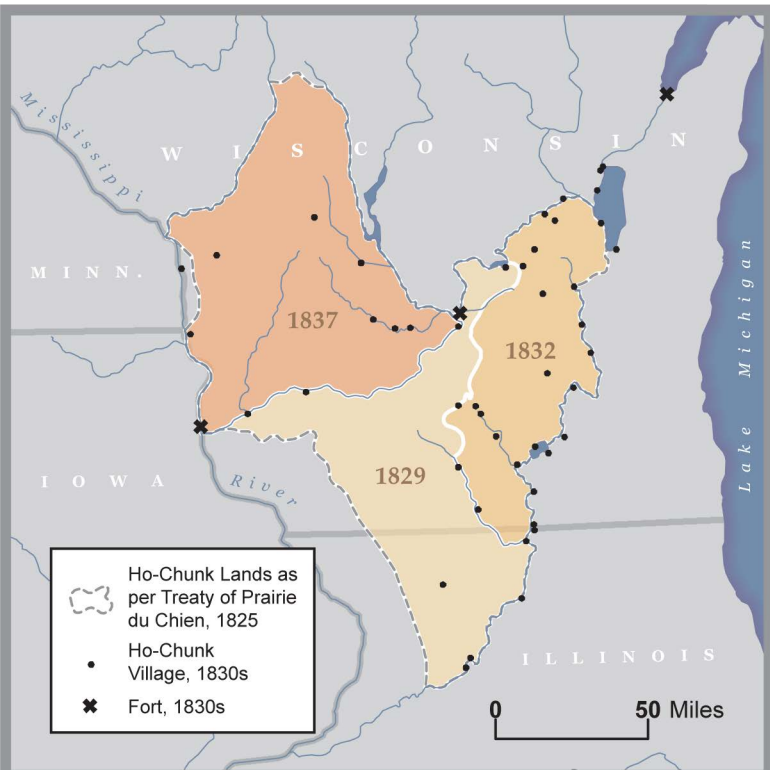 Mississippi
WISCONSIN
MINN.
1837
1832
Lake Michigan
1829
IOWA
River
Ho-Chunk Lands as
per Treaty of Prairie
du Chien, 1825
Ho-Chunk
Village, 1830s
Fort, 1830s
ILLINOIS
0 50 Miles